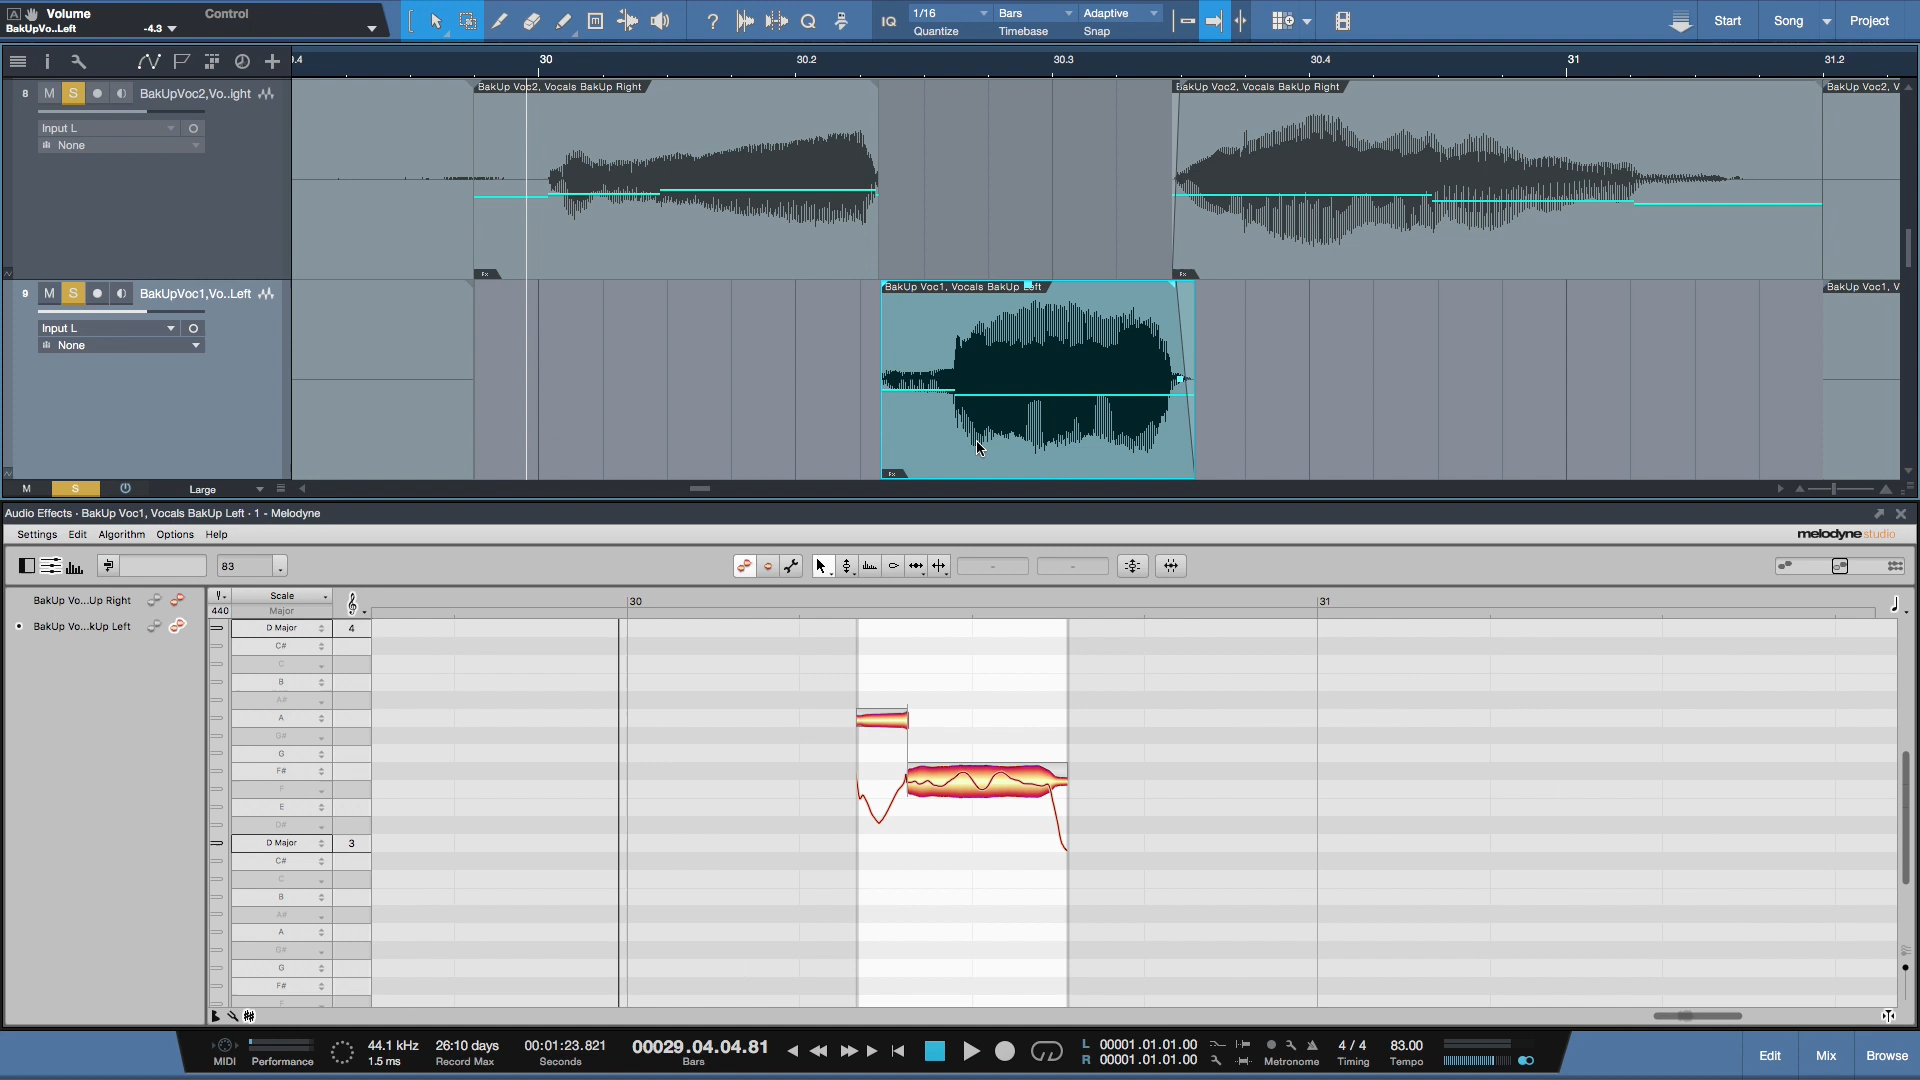 A Volume Control
BakUpVo..Left -4.3
IQ 1/16 Bars Adaptive
Quantize Timebase Snap
Start Song Project
.4 30 30.2 30.3 30.4 31 31.2
8 M S BakUpVoc2,Vo..ight
Input L
None
BakUp Voc2, Vocals BakUp Right
BakUp Voc2, Vocals BakUp Right
BakUp Voc2, V
Fx
Fx
9 M S BakUpVoc1,Vo..Left
Input L
None
BakUp Voc1, Vocals BakUp Left
BakUp Voc1, V
Fx
M S Large
Audio Effects - BakUp Voc1, Vocals BakUp Left - 1 - Melodyne
Settings Edit Algorithm Options Help
melodyne studio
83 - -
BakUp Vo...Up Right
BakUp Vo...kUp Left
Scale
440 Major
30 31
D Major 4
C#
C
B
A#
A
G#
G
F#
F
E
D#
D Major 3
C#
C
B
A#
A
G#
G
F#
F
MIDI Performance
44.1 kHz
1.5 ms
26:10 days
Record Max
00:01:23.821
Seconds
00029.04.04.81
Bars
L 00001.01.01.00
R 00001.01.01.00
Metronome
4 / 4
Timing
83.00
Tempo
Edit Mix Browse